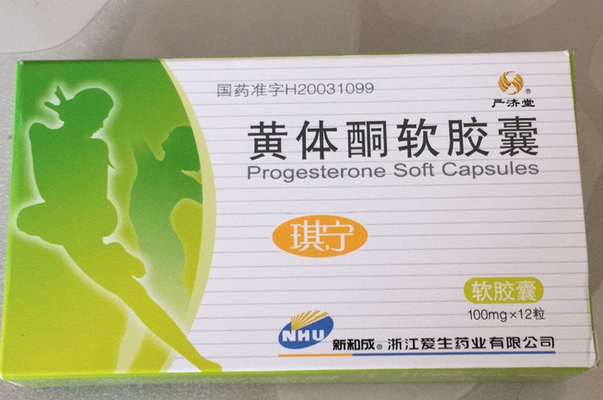 国药准字H20031099
严济堂
黄体酮软胶囊
Progesterone Soft Capsules
琪宁
软胶囊
100mg×12粒
NHU
新和成® 浙江爱生药业有限公司